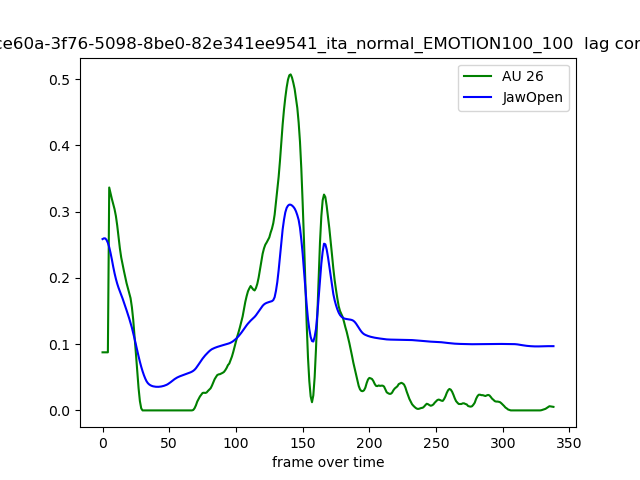 ce60a-3f76-5098-8be0-82e341ee9541_ita_normal_EMOTION100_100 lag cor
AU 26
JawOpen
0.5
0.4
0.3
0.2
0.1
0.0
0 50 100 150 200 250 300 350
frame over time